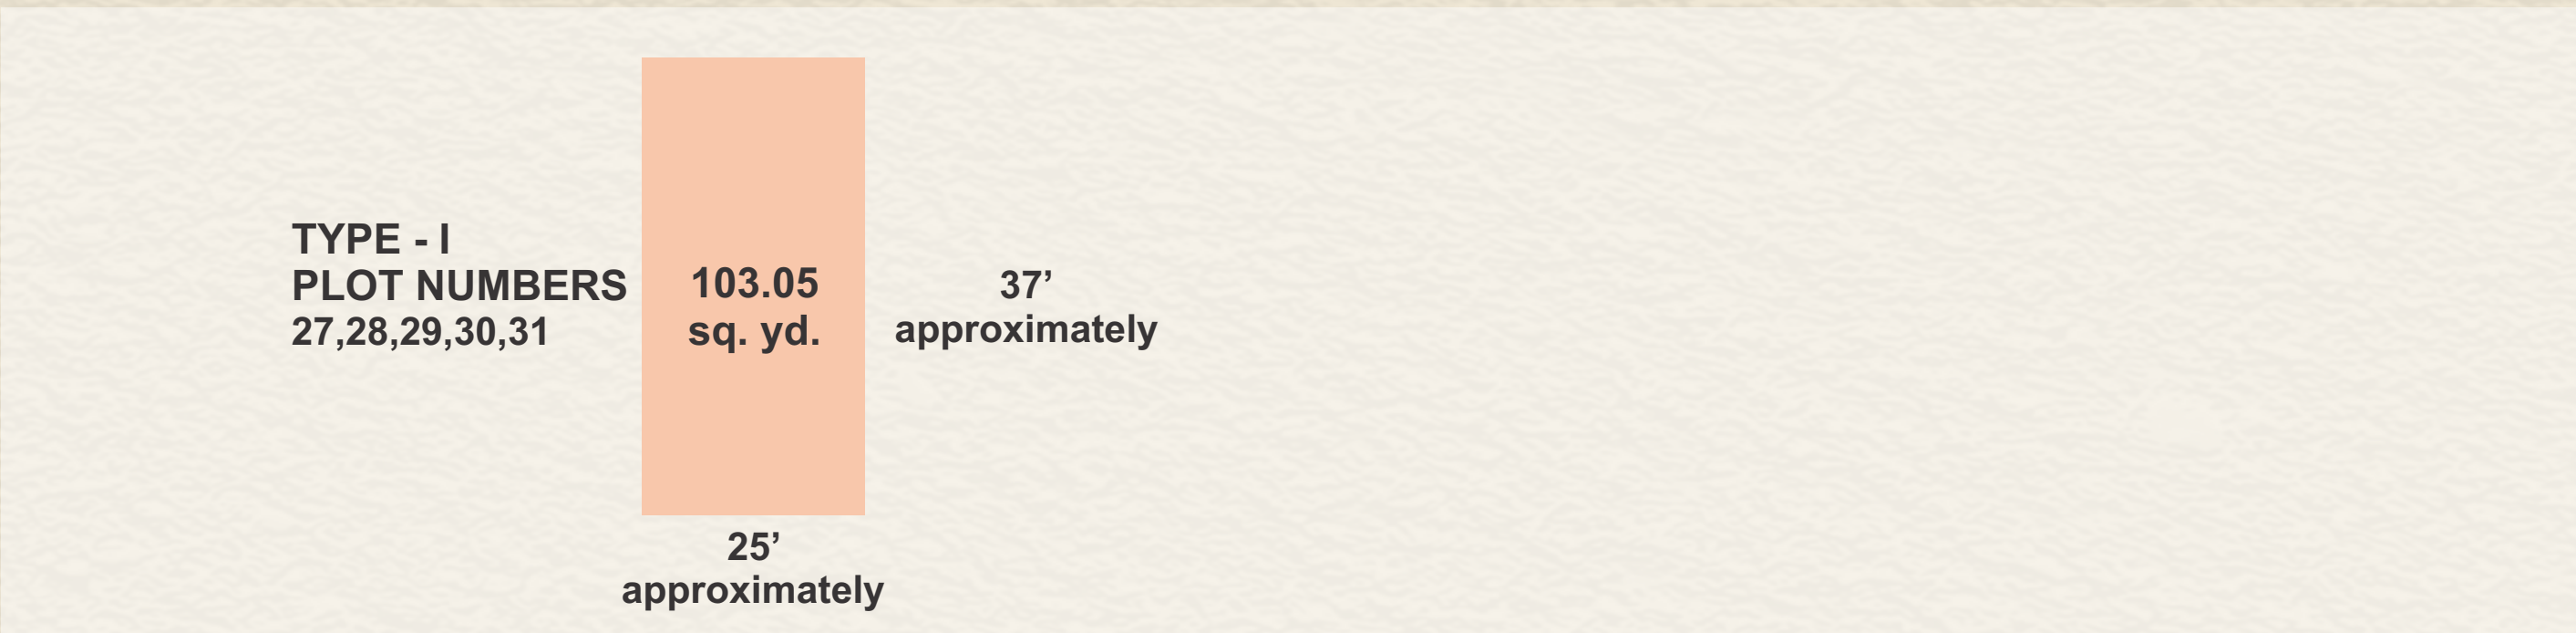 TYPE - I
PLOT NUMBERS
27,28,29,30,31
103.05
sq. yd.
37’
approximately
25’
approximately